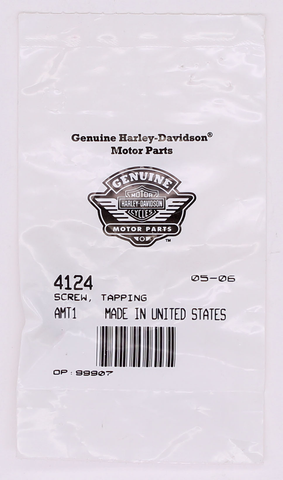 Genuine Harley-Davidson®
Motor Parts
GENUINE
MOTOR
HARLEY-DAVIDSON
CYCLES
MOTOR PARTS
™
4124 05-06
SCREW, TAPPING
AMT1 MADE IN UNITED STATES
OP: 99907